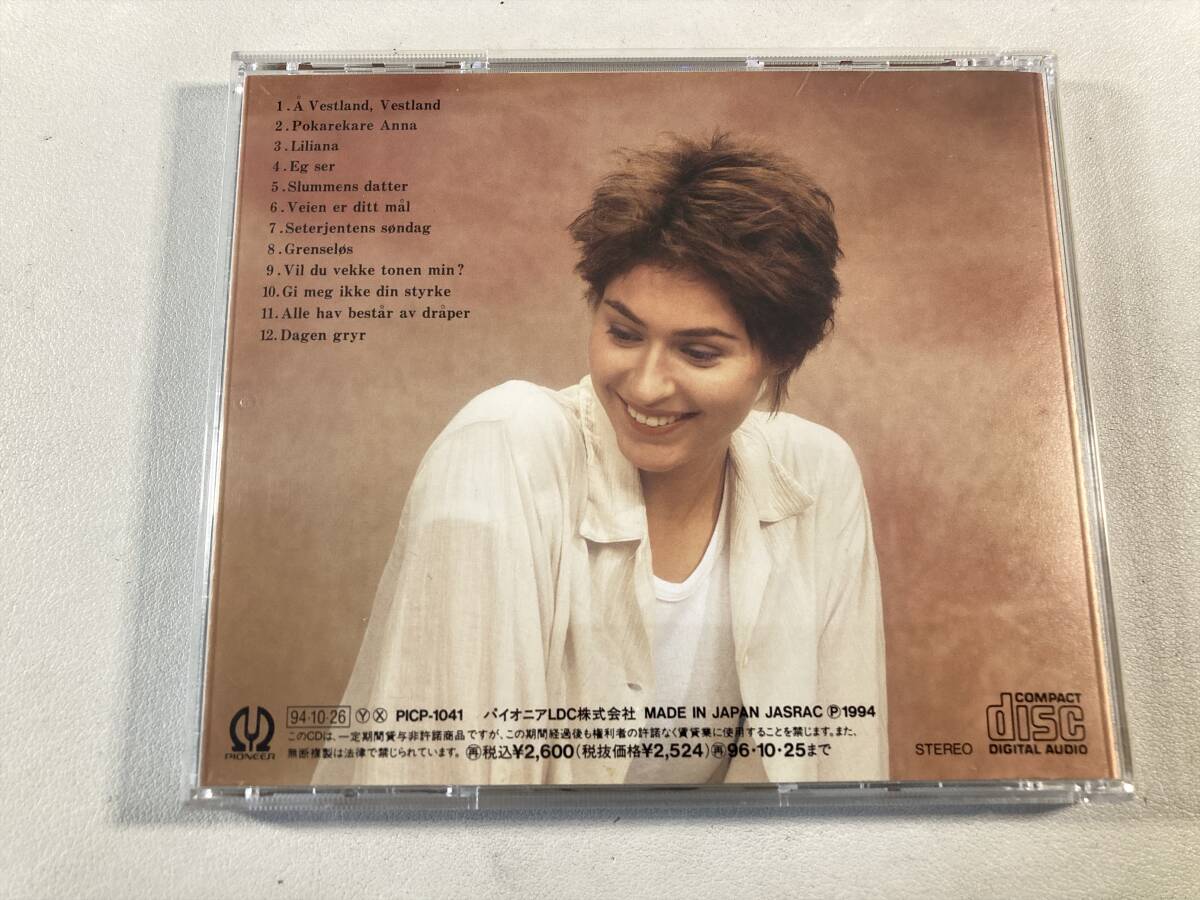 1.Å Vestland, Vestland
2.Pokarekare Anna
3.Liliana
4.Eg ser
5.Slummens datter
6.Veien er ditt mål
7.Seterjentens søndag
8.Grenseløs
9.Vil du vekke tonen min?
10.Gi meg ikke din styrke
11.Alle hav består av dråper
12.Dagen gryr
PIONEER
94·10·26 Ⓨ Ⓧ PICP-1041 パイオニアLDC株式会社 MADE IN JAPAN JASRAC Ⓟ1994
このCDは、一定期間貸与非許諾商品ですが、この期間経過後も権利者の許諾なく賃貸業に使用することを禁じます。また、
無断複製は法律で禁じられています。㊢税込¥2,600(税抜価格¥2,524)㊢96·10·25まで
STEREO
COMPACT
disc
DIGITAL AUDIO